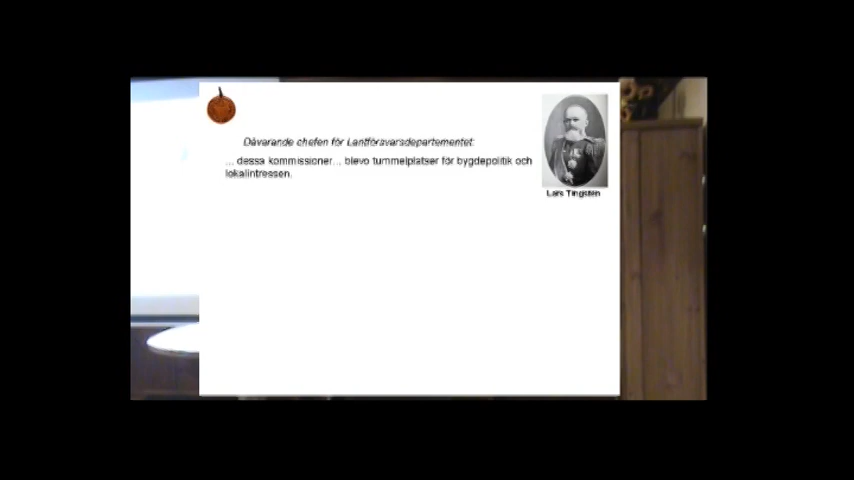 Dåvarande chefen för Lantförsvarsdepartementet:
... dessa kommissioner... blevo tummelplatser för bygdepolitik och
lokalintressen.
Lars Tingsten